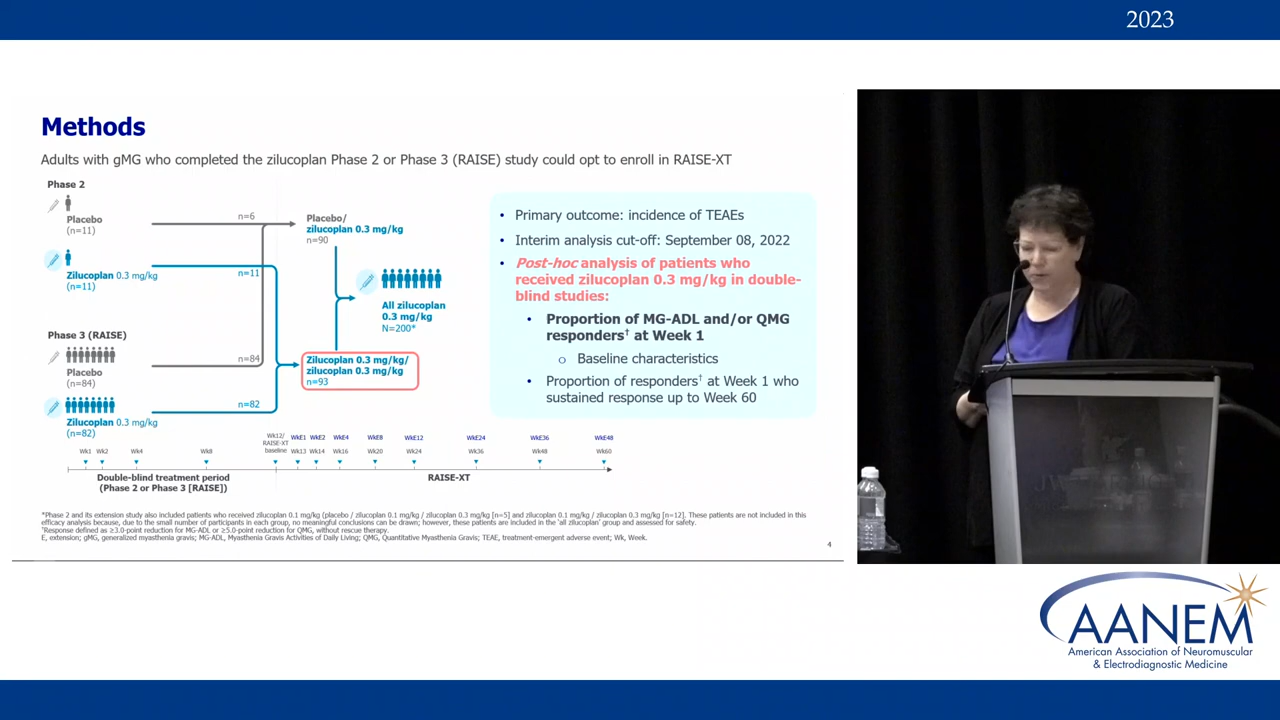 2023
Methods
Adults with gMG who completed the zilucoplan Phase 2 or Phase 3 (RAISE) study could opt to enroll in RAISE-XT
Phase 2
Placebo
(n=11)
n=6
Zilucoplan 0.3 mg/kg
(n=11)
n=11
Phase 3 (RAISE)
Placebo
(n=84)
n=84
Zilucoplan 0.3 mg/kg
(n=82)
n=82
Placebo/
zilucoplan 0.3 mg/kg
n=90
All zilucoplan
0.3 mg/kg
N=200*
Zilucoplan 0.3 mg/kg/
zilucoplan 0.3 mg/kg
n=93
• Primary outcome: incidence of TEAEs
• Interim analysis cut-off: September 08, 2022
• Post-hoc analysis of patients who
received zilucoplan 0.3 mg/kg in double-
blind studies:
• Proportion of MG-ADL and/or QMG
responders† at Week 1
o Baseline characteristics
• Proportion of responders† at Week 1 who
sustained response up to Week 60
Wk12/
RAISE-XT
baseline
WkE1 WkE2 WkE4 WkE8 WkE12 WkE24 WkE36 WkE48
Wk1 Wk2 Wk4 Wk8 Wk13 Wk14 Wk16 Wk20 Wk24 Wk36 Wk48 Wk60
Double-blind treatment period
(Phase 2 or Phase 3 [RAISE])
RAISE-XT
*Phase 2 and its extension study also included patients who received zilucoplan 0.1 mg/kg (placebo / zilucoplan 0.1 mg/kg / zilucoplan 0.3 mg/kg [n=5] and zilucoplan 0.1 mg/kg / zilucoplan 0.3 mg/kg [n=12]. These patients are not included in this
efficacy analysis because, due to the small number of participants in each group, no meaningful conclusions can be drawn; however, these patients are included in the 'all zilucoplan' group and assessed for safety.
†Response defined as ≥3.0-point reduction for MG-ADL or ≥5.0-point reduction for QMG, without rescue therapy.
E, extension; gMG, generalized myasthenia gravis; MG-ADL, Myasthenia Gravis Activities of Daily Living; QMG, Quantitative Myasthenia Gravis; TEAE, treatment-emergent adverse event; Wk, Week.
4
AANEM
American Association of Neuromuscular
& Electrodiagnostic Medicine